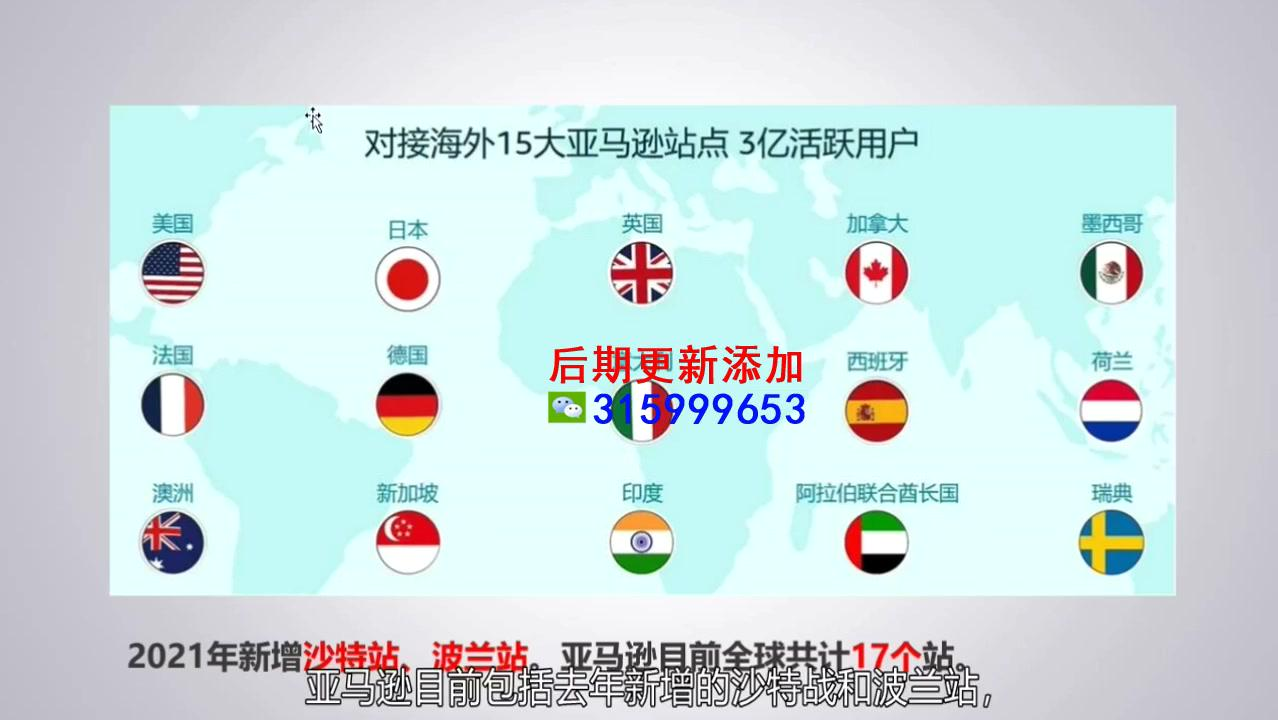 对接海外15大亚马逊站点 3亿活跃用户
美国
日本
英国
加拿大
墨西哥
法国
德国
后期更新添加
西班牙
荷兰
315999653
澳洲
新加坡
印度
阿拉伯联合酋长国
瑞典
2021年新增沙特站、波兰站。亚马逊目前全球共计17个站。
亚马逊目前包括去年新增的沙特战和波兰站，